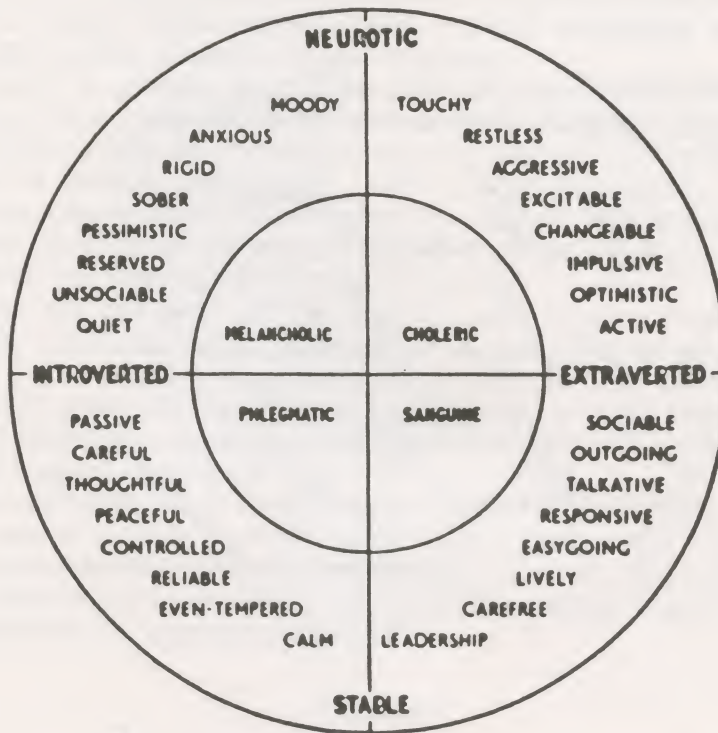 NEUROTIC
MOODY TOUCHY
ANXIOUS RESTLESS
RIGID AGGRESSIVE
SOBER EXCITABLE
PESSIMISTIC CHANGEABLE
RESERVED IMPULSIVE
UNSOCIABLE OPTIMISTIC
QUIET ACTIVE
MELANCHOLIC CHOLERIC
INTROVERTED EXTRAVERTED
PHLEGMATIC SANGUINE
PASSIVE SOCIABLE
CAREFUL OUTGOING
THOUGHTFUL TALKATIVE
PEACEFUL RESPONSIVE
CONTROLLED EASYGOING
RELIABLE LIVELY
EVEN-TEMPERED CAREFREE
CALM LEADERSHIP
STABLE